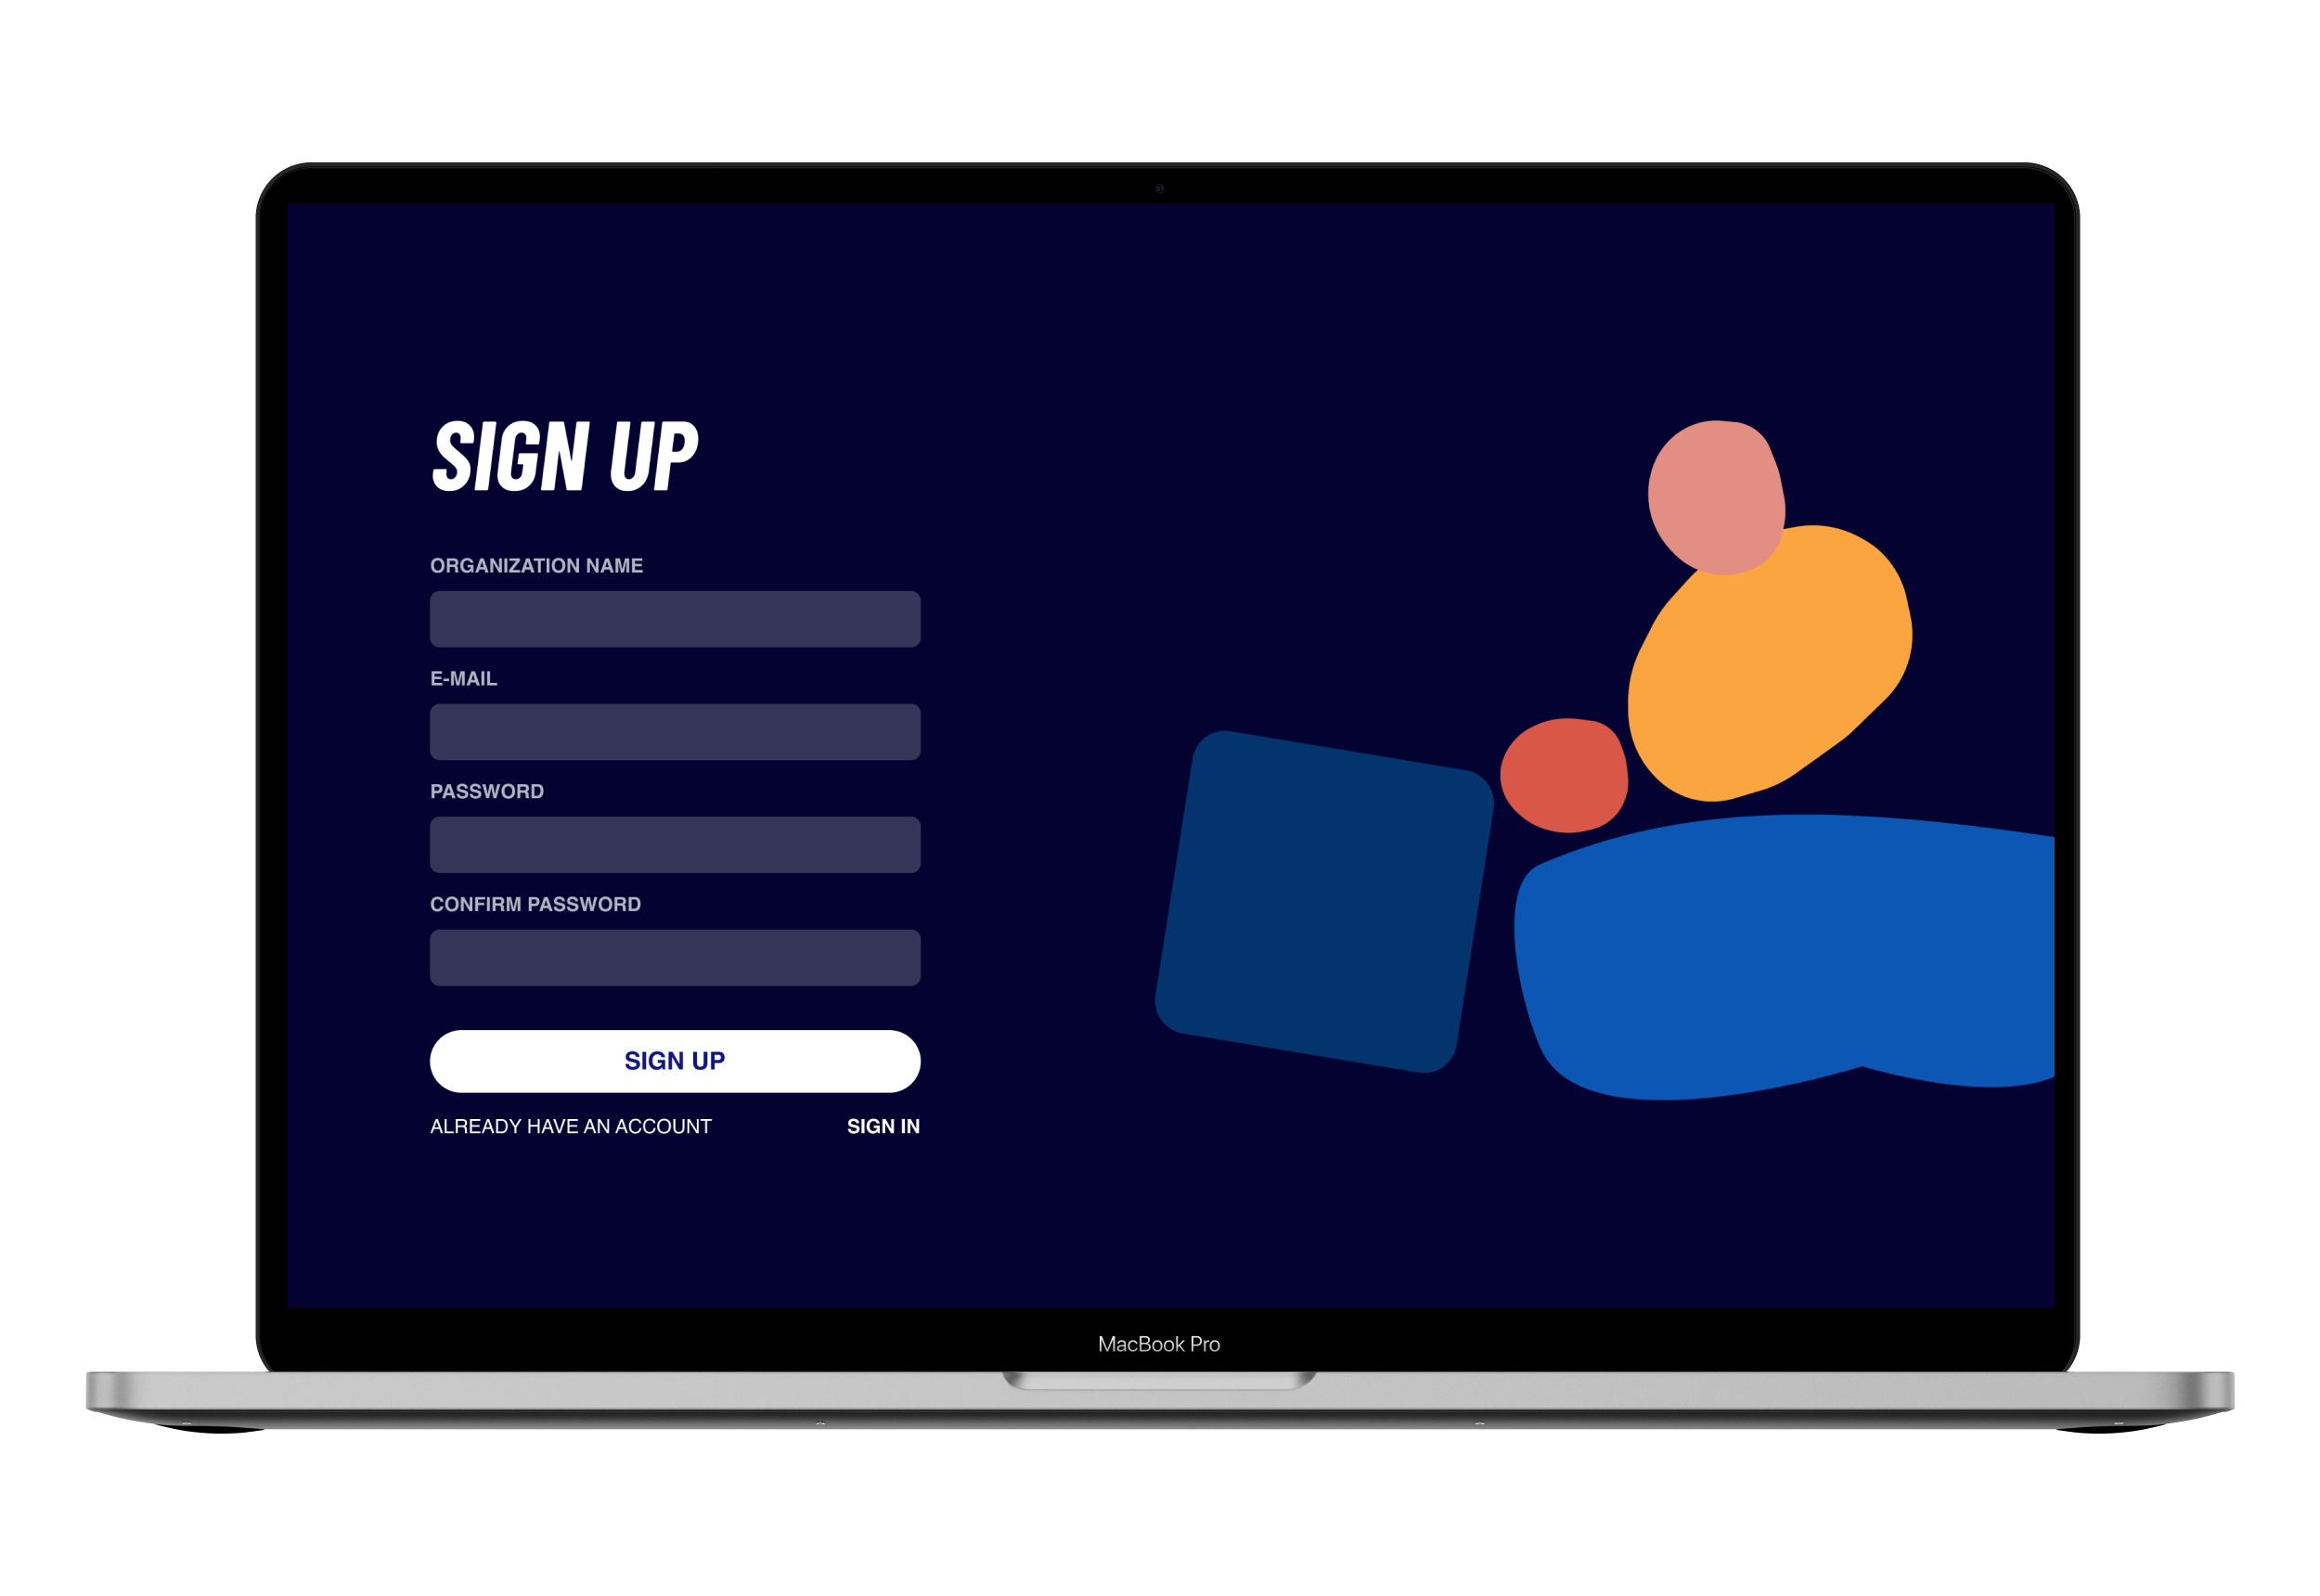 SIGN UP
ORGANIZATION NAME
E-MAIL
PASSWORD
CONFIRM PASSWORD
SIGN UP
ALREADY HAVE AN ACCOUNT SIGN IN
MacBook Pro